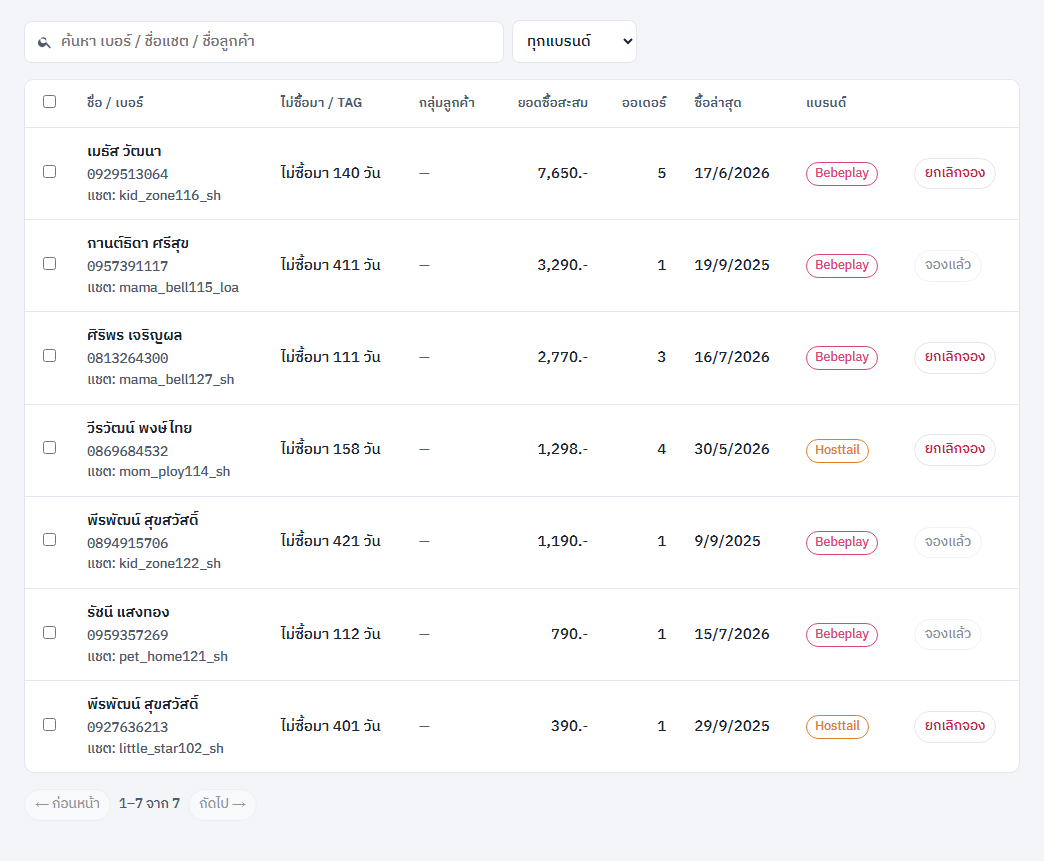 ค้นหา เบอร์ / ชื่อแชต / ชื่อลูกค้า
ทุกแบรนด์
ชื่อ / เบอร์ ไม่ซื้อมา / TAG กลุ่มลูกค้า ยอดซื้อสะสม ออเดอร์ ซื้อล่าสุด แบรนด์
เมธัส วัฒนา
0929513064
แชต: kid_zone116_sh
ไม่ซื้อมา 140 วัน — 7,650.- 5 17/6/2026 Bebeplay ยกเลิกจอง
กานต์ธิดา ศรีสุข
0957391117
แชต: mama_bell115_loa
ไม่ซื้อมา 411 วัน — 3,290.- 1 19/9/2025 Bebeplay จองแล้ว
ศิริพร เจริญผล
0813264300
แชต: mama_bell127_sh
ไม่ซื้อมา 111 วัน — 2,770.- 3 16/7/2026 Bebeplay ยกเลิกจอง
วีรวัฒน์ พงษ์ไทย
0869684532
แชต: mom_ploy114_sh
ไม่ซื้อมา 158 วัน — 1,298.- 4 30/5/2026 Hosttail ยกเลิกจอง
พีรพัฒน์ สุขสวัสดิ์
0894915706
แชต: kid_zone122_sh
ไม่ซื้อมา 421 วัน — 1,190.- 1 9/9/2025 Bebeplay จองแล้ว
รัชนี แสงทอง
0959357269
แชต: pet_home121_sh
ไม่ซื้อมา 112 วัน — 790.- 1 15/7/2026 Bebeplay จองแล้ว
พีรพัฒน์ สุขสวัสดิ์
0927636213
แชต: little_star102_sh
ไม่ซื้อมา 401 วัน — 390.- 1 29/9/2025 Hosttail ยกเลิกจอง
← ก่อนหน้า 1–7 จาก 7 ถัดไป →